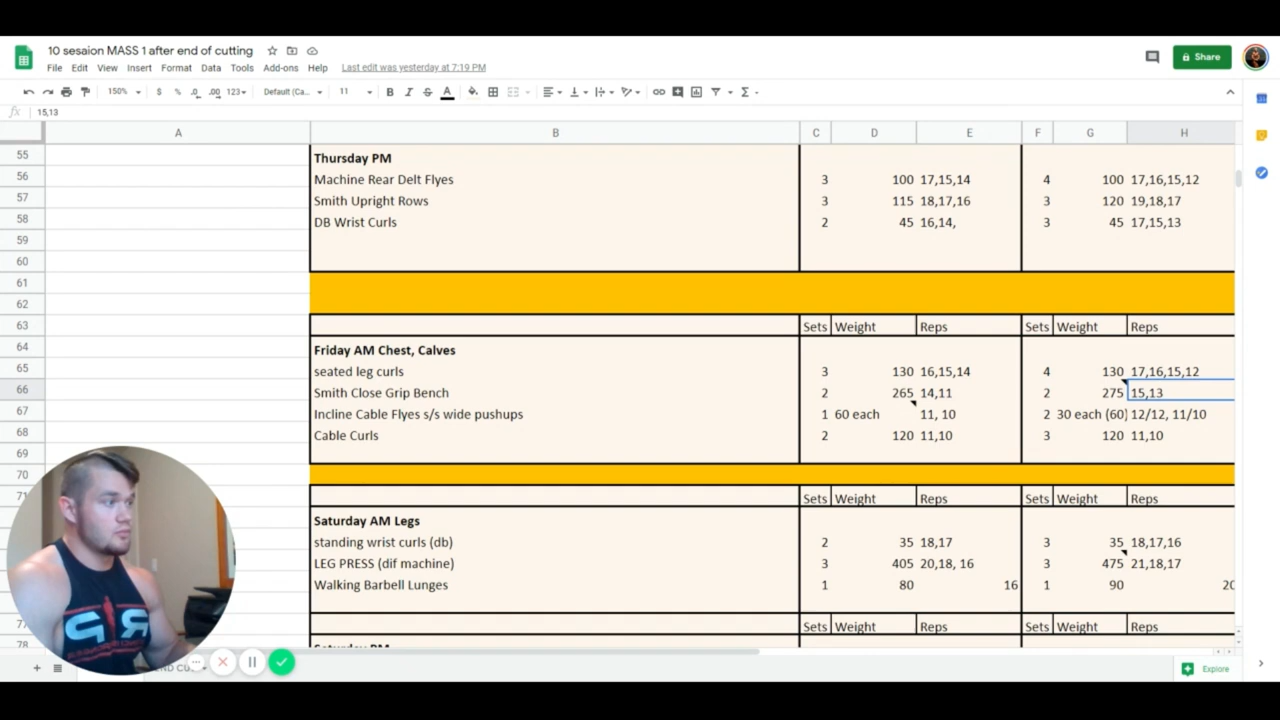 10 sesaion MASS 1 after end of cutting
File Edit View Insert Format Data Tools Add-ons Help Last edit was yesterday at 7:19 PM
Share
150% $ % .0 .00 123 Default (Ca... 11 B I S A
fx 15,13
A B C D E F G H
55 Thursday PM
56 Machine Rear Delt Flyes 3 100 17,15,14 4 100 17,16,15,12
57 Smith Upright Rows 3 115 18,17,16 3 120 19,18,17
58 DB Wrist Curls 2 45 16,14, 3 45 17,15,13
59
60
61
62
63 Sets Weight Reps Sets Weight Reps
64 Friday AM Chest, Calves
65 seated leg curls 3 130 16,15,14 4 130 17,16,15,12
66 Smith Close Grip Bench 2 265 14,11 2 275 15,13
67 Incline Cable Flyes s/s wide pushups 1 60 each 11, 10 2 30 each (60) 12/12, 11/10
68 Cable Curls 2 120 11,10 3 120 11,10
69
70
71 Sets Weight Reps Sets Weight Reps
Saturday AM Legs
standing wrist curls (db) 2 35 18,17 3 35 18,17,16
LEG PRESS (dif machine) 3 405 20,18, 16 3 475 21,18,17
Walking Barbell Lunges 1 80 16 1 90 20
77 Sets Weight Reps Sets Weight Reps
78 Saturday PM
Explore